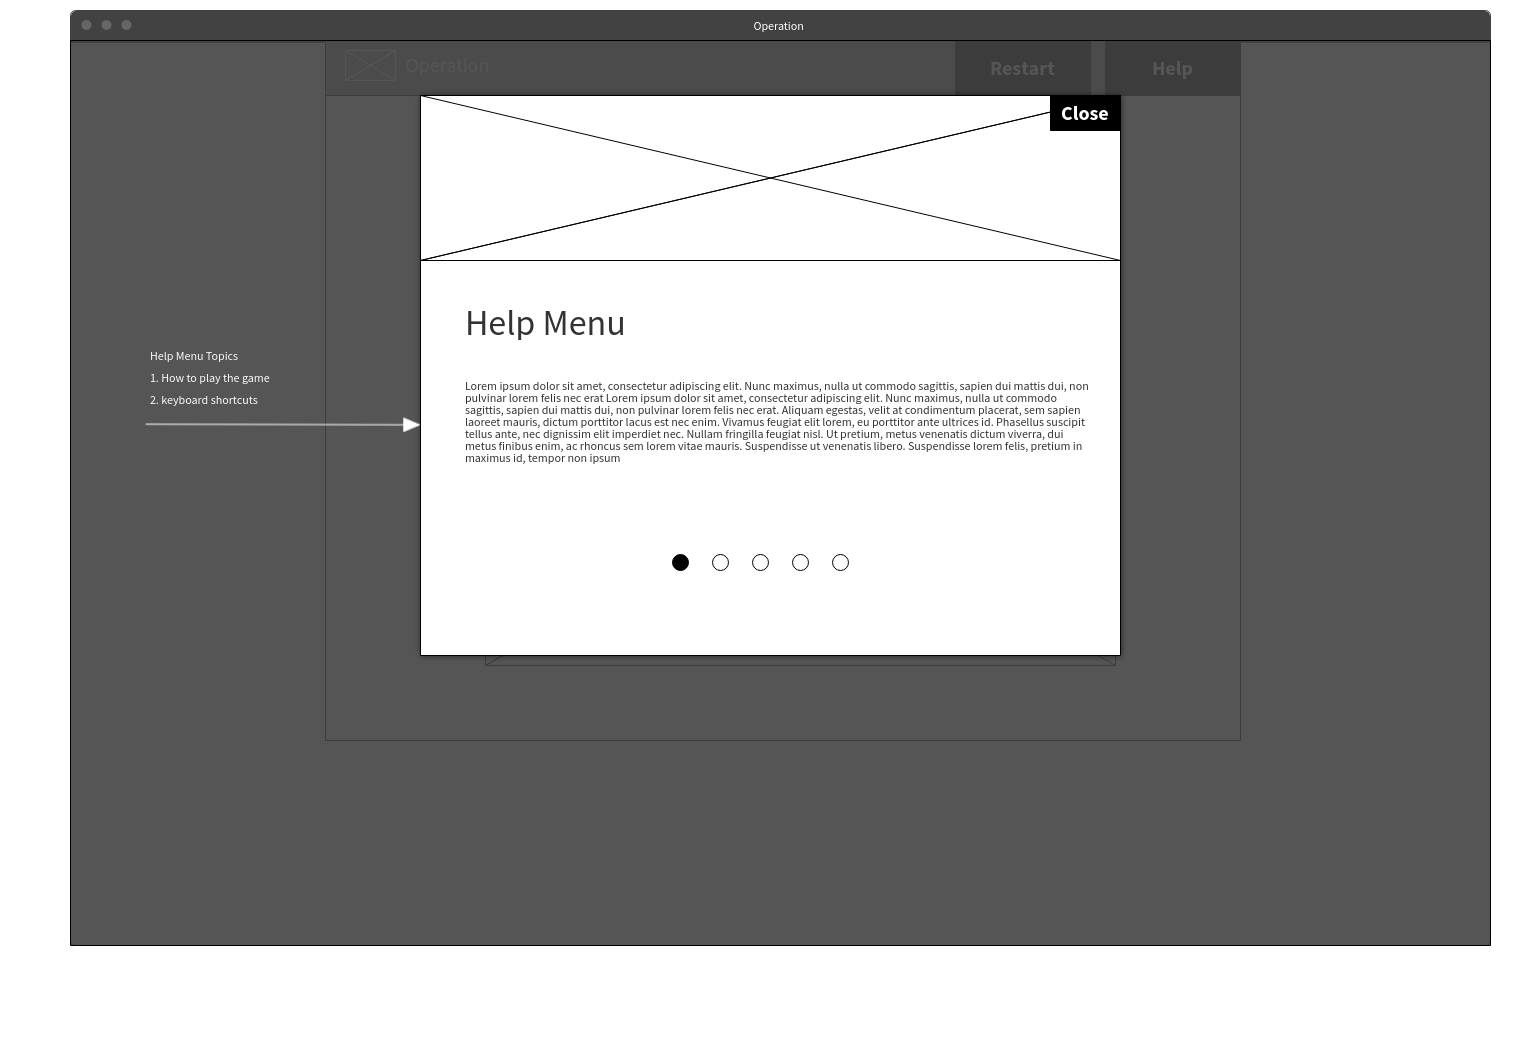 Operation
Operation
Restart
Help
Close
Help Menu
Help Menu Topics
1. How to play the game
2. keyboard shortcuts
Lorem ipsum dolor sit amet, consectetur adipiscing elit. Nunc maximus, nulla ut commodo sagittis, sapien dui mattis dui, non
pulvinar lorem felis nec erat Lorem ipsum dolor sit amet, consectetur adipiscing elit. Nunc maximus, nulla ut commodo
sagittis, sapien dui mattis dui, non pulvinar lorem felis nec erat. Aliquam egestas, velit at condimentum placerat, sem sapien
laoreet mauris, dictum porttitor lacus est nec enim. Vivamus feugiat elit lorem, eu porttitor ante ultrices id. Phasellus suscipit
tellus ante, nec dignissim elit imperdiet nec. Nullam fringilla feugiat nisl. Ut pretium, metus venenatis dictum viverra, dui
metus finibus enim, ac rhoncus sem lorem vitae mauris. Suspendisse ut venenatis libero. Suspendisse lorem felis, pretium in
maximus id, tempor non ipsum